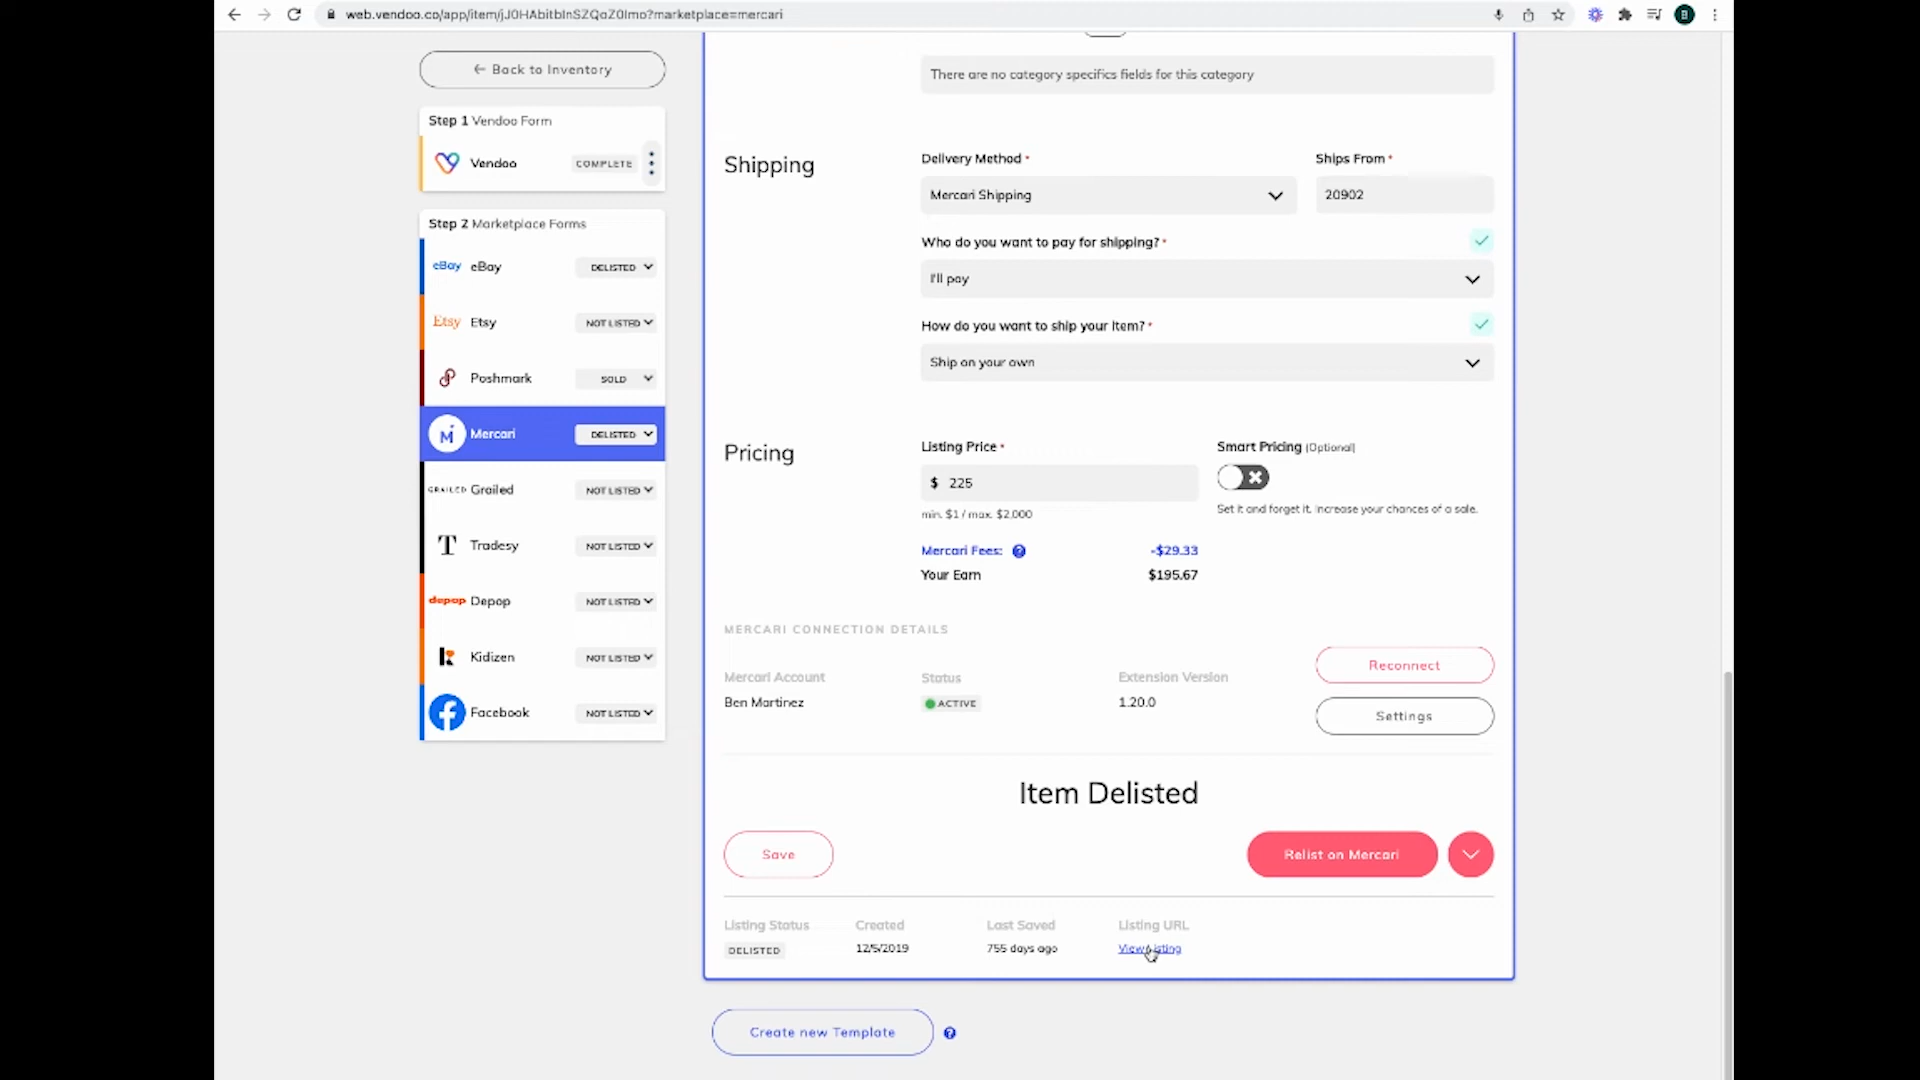 web.vendoo.co/app/item/jJ0HAbitbInSZQaZ0Imo?marketplace=mercari
B
← Back to Inventory
Step 1 Vendoo Form
Vendoo COMPLETE
Step 2 Marketplace Forms
eBay eBay DELISTED
Etsy Etsy NOT LISTED
Poshmark SOLD
M Mercari DELISTED
GRAILED Grailed NOT LISTED
T Tradesy NOT LISTED
depop Depop NOT LISTED
K Kidizen NOT LISTED
f Facebook NOT LISTED
There are no category specifics fields for this category
Shipping
Delivery Method *
Ships From *
Mercari Shipping
20902
Who do you want to pay for shipping? *
I'll pay
How do you want to ship your item? *
Ship on your own
Pricing
Listing Price *
Smart Pricing (Optional)
$ 225
min. $1 / max. $2,000
Set it and forget it. Increase your chances of a sale.
Mercari Fees: ? -$29.33
Your Earn $195.67
MERCARI CONNECTION DETAILS
Mercari Account Status Extension Version
Ben Martinez ACTIVE 1.20.0
Reconnect
Settings
Item Delisted
Save
Relist on Mercari
Listing Status Created Last Saved Listing URL
DELISTED 12/5/2019 755 days ago View Listing
Create new Template ?